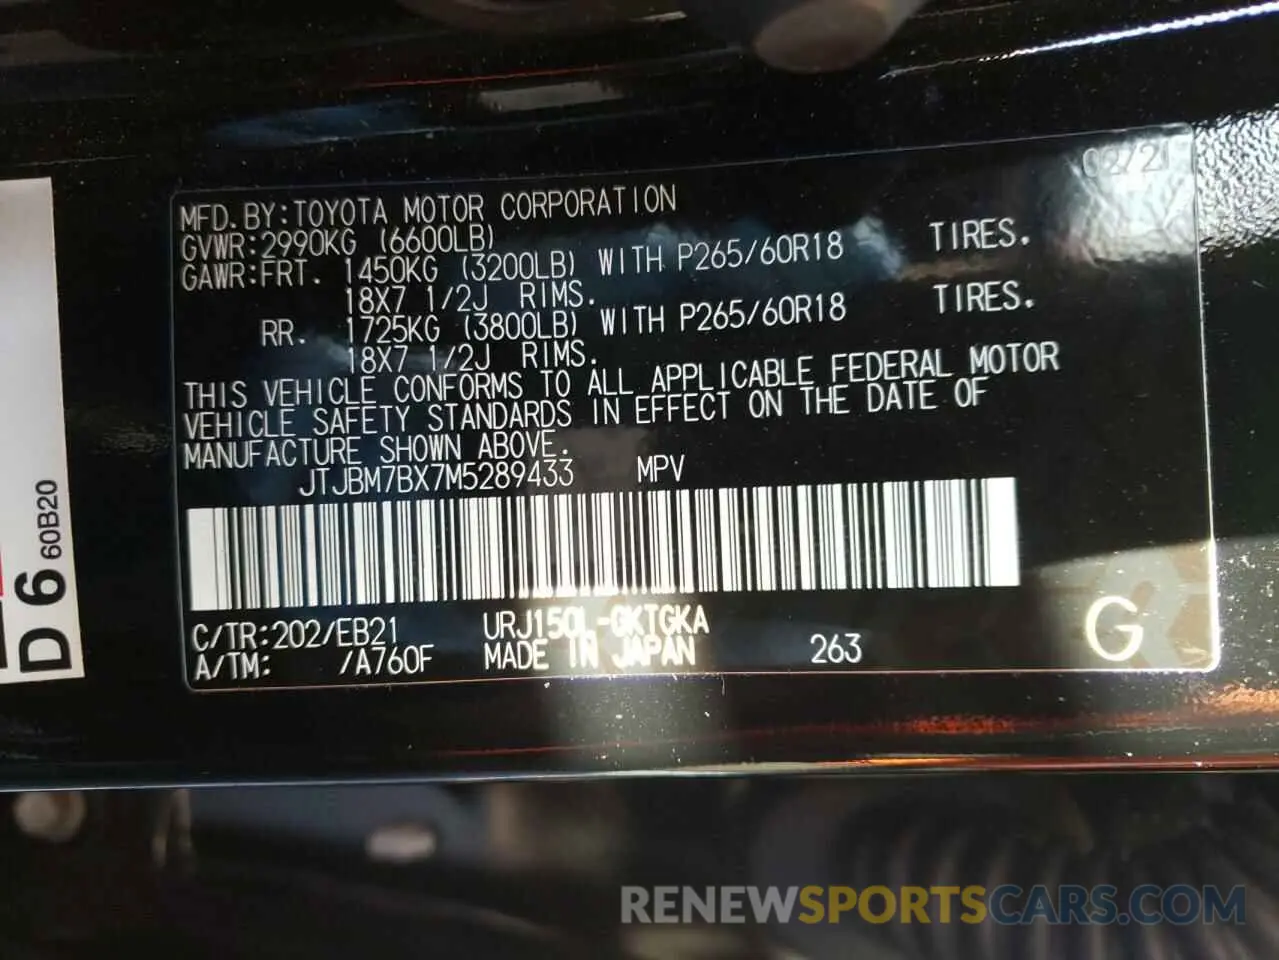 02/21
MFD.BY:TOYOTA MOTOR CORPORATION
GVWR:2990KG (6600LB)
GAWR:FRT. 1450KG (3200LB) WITH P265/60R18 TIRES.
18X7 1/2J RIMS.
RR. 1725KG (3800LB) WITH P265/60R18 TIRES.
18X7 1/2J RIMS.
THIS VEHICLE CONFORMS TO ALL APPLICABLE FEDERAL MOTOR
VEHICLE SAFETY STANDARDS IN EFFECT ON THE DATE OF
MANUFACTURE SHOWN ABOVE.
JTJBM7BX7M5289433 MPV
C/TR:202/EB21 URJ150L-GKTGKA
A/TM: /A760F MADE IN JAPAN 263 G
D6 60B20
RENEWSPORTSCARS.COM